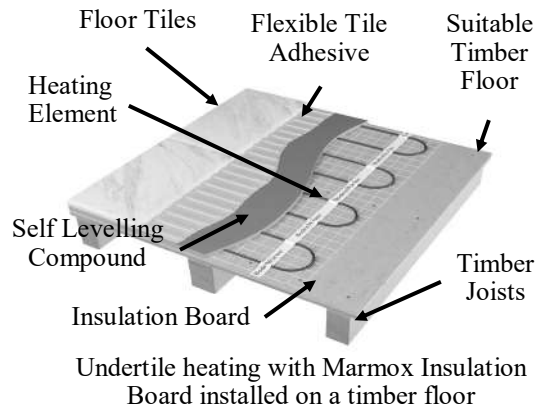 Floor Tiles
Flexible Tile
Adhesive
Suitable
Timber
Floor
Heating
Element
Self Levelling
Compound
Insulation Board
Timber
Joists
Undertile heating with Marmox Insulation
Board installed on a timber floor